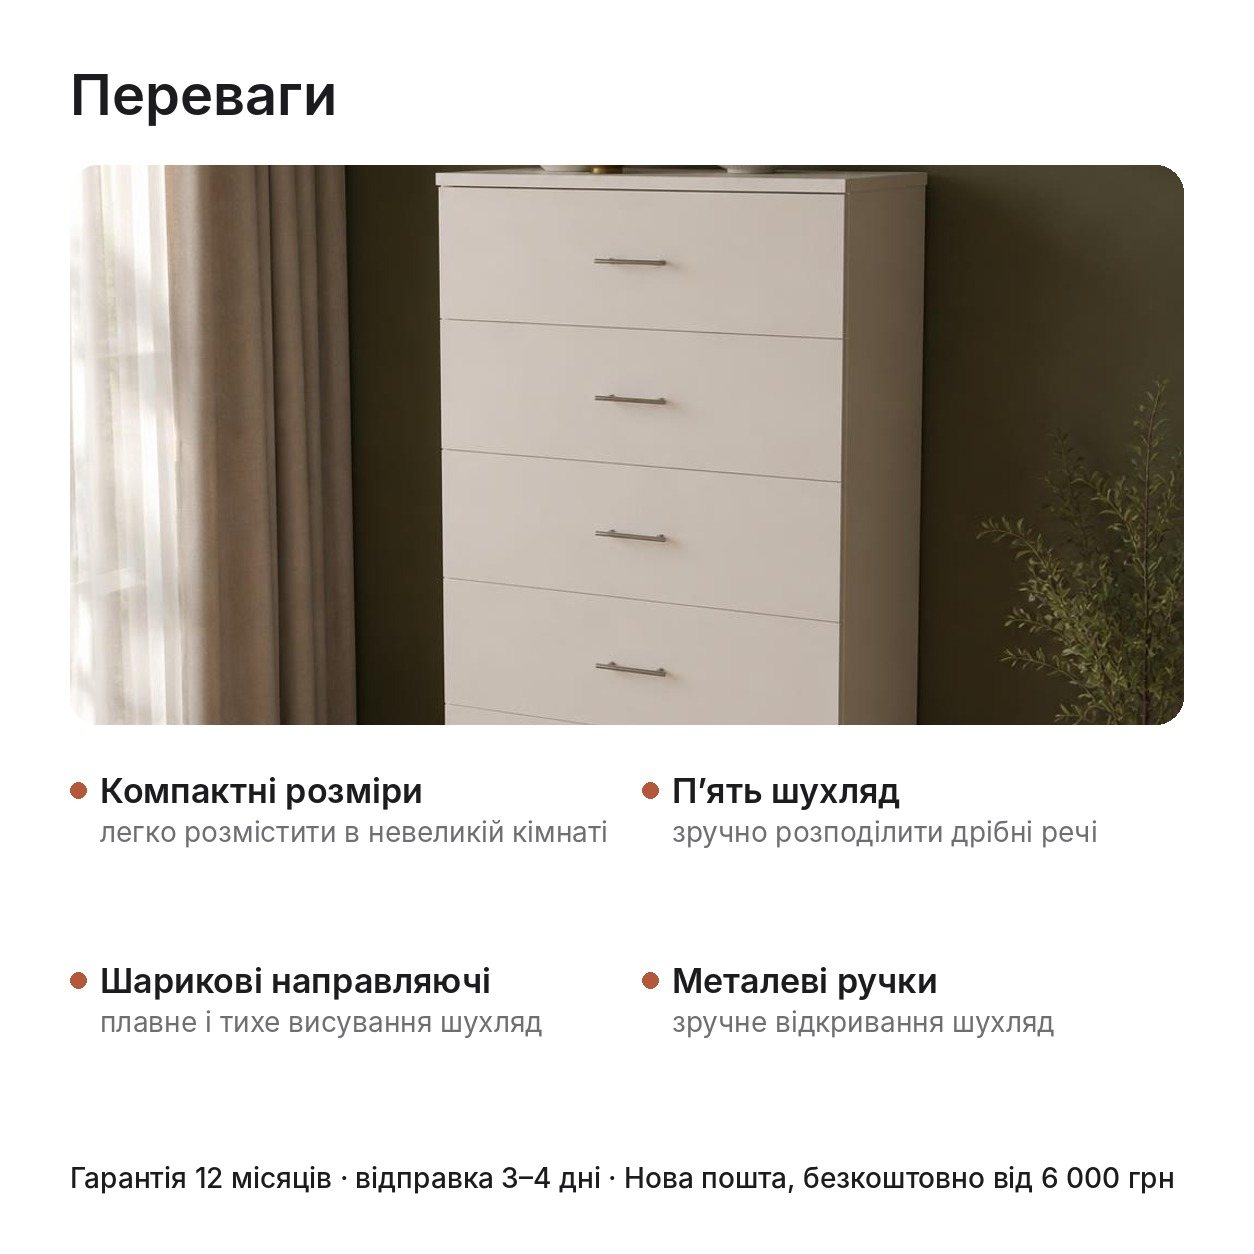 Переваги
Компактні розміри
легко розмістити в невеликій кімнаті
П’ять шухляд
зручно розподілити дрібні речі
Шарикові направляючі
плавне і тихе висування шухляд
Металеві ручки
зручне відкривання шухляд
Гарантія 12 місяців · відправка 3–4 дні · Нова пошта, безкоштовно від 6 000 грн